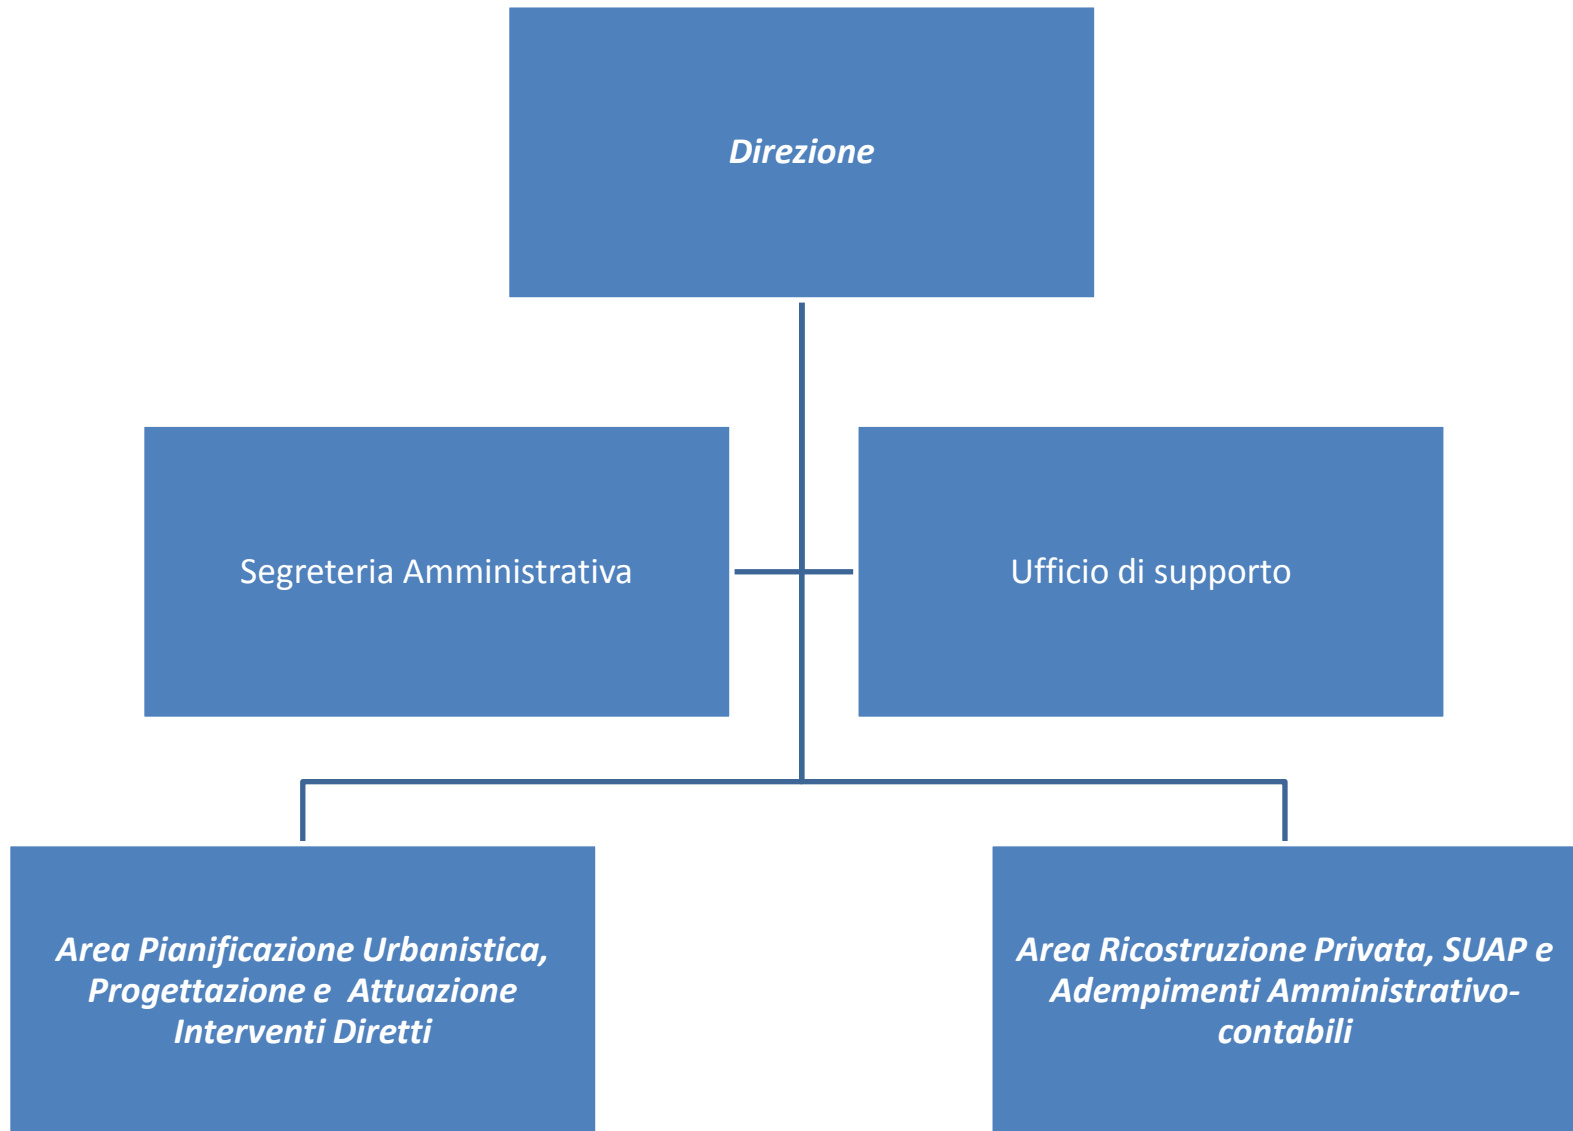 Direzione
Segreteria Amministrativa
Ufficio di supporto
Area Pianificazione Urbanistica,
Progettazione e  Attuazione
Interventi Diretti
Area Ricostruzione Privata, SUAP e
Adempimenti Amministrativo-
contabili